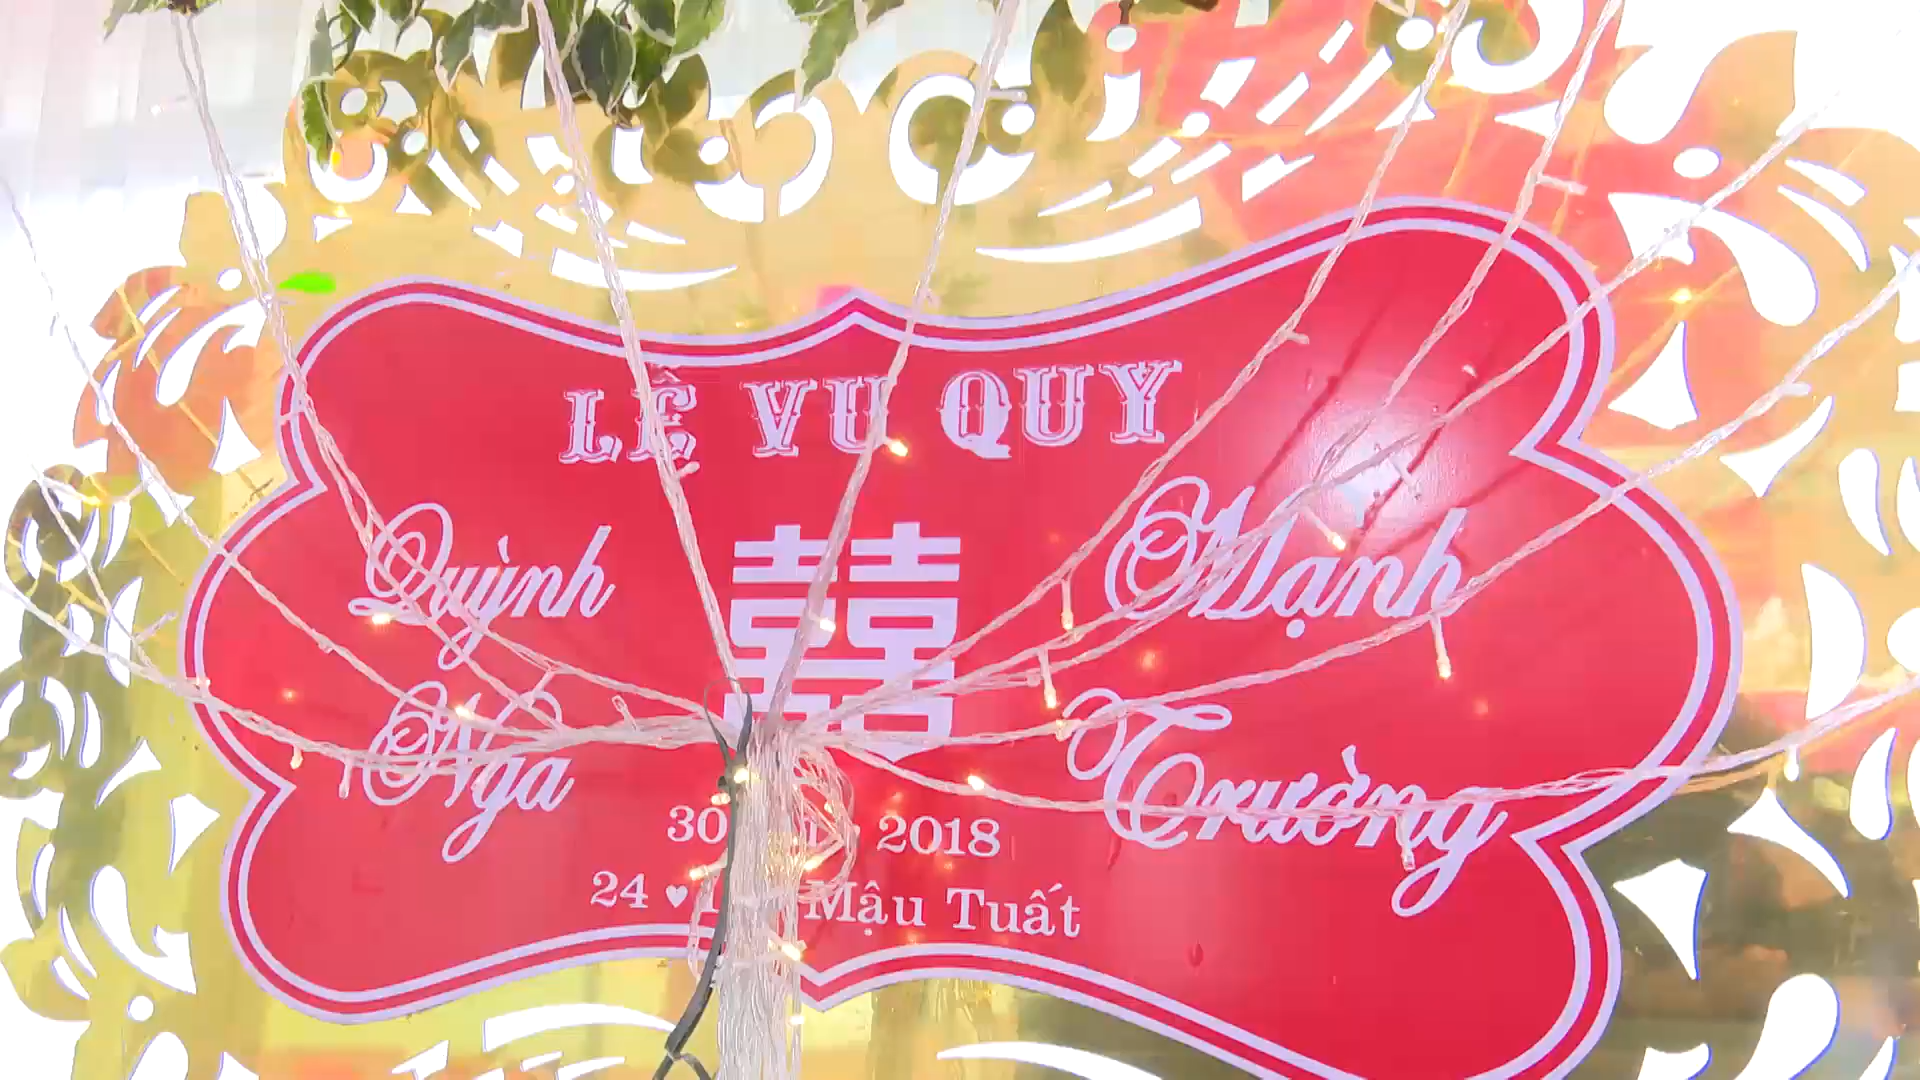 LỄ VU QUY
Quỳnh Mạnh
囍
Nga Trường
30 2018
24 ♥ Mậu Tuất